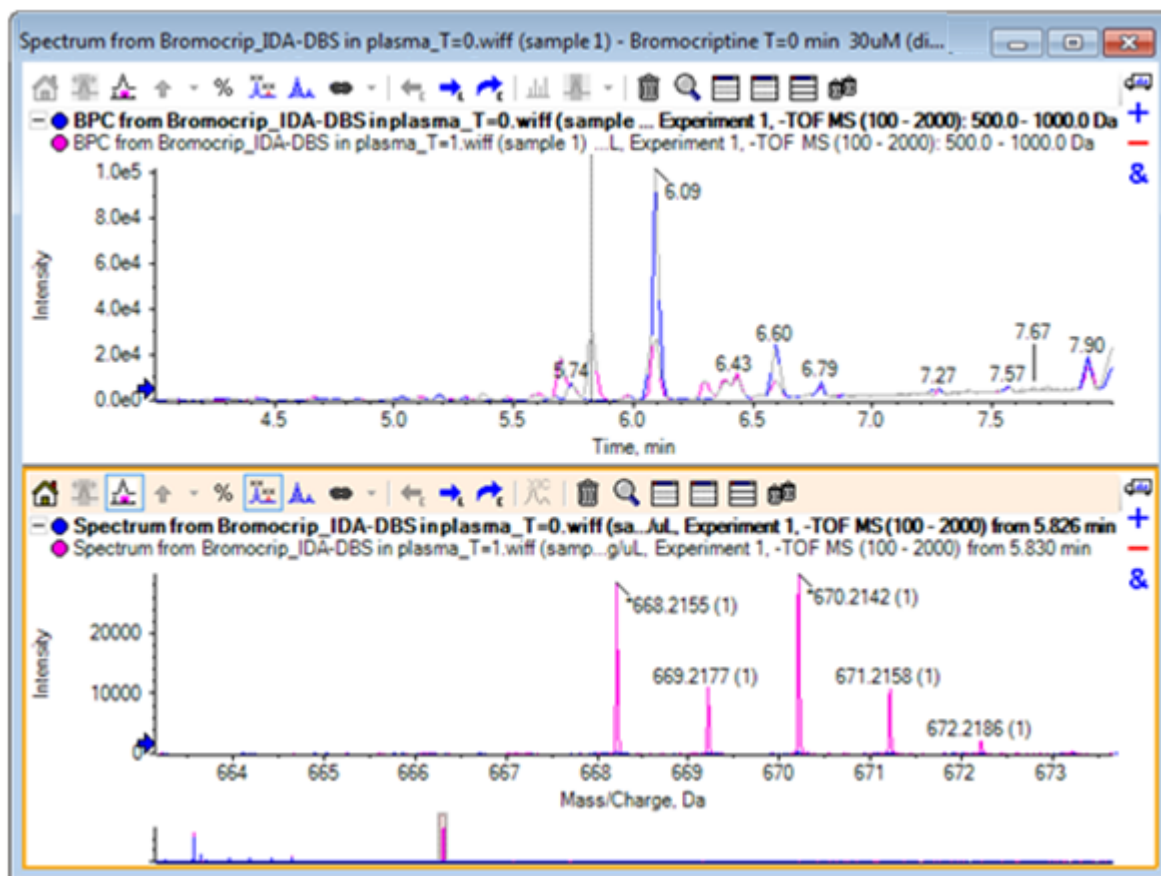 Spectrum from Bromocrip_IDA-DBS in plasma_T=0.wiff (sample 1) - Bromocriptine T=0 min 30uM (di...
%
BPC from Bromocrip_IDA-DBS in plasma_T=0.wiff (sample ... Experiment 1, -TOF MS (100 - 2000): 500.0 - 1000.0 Da
BPC from Bromocrip_IDA-DBS in plasma_T=1.wiff (sample 1) ...L, Experiment 1, -TOF MS (100 - 2000): 500.0 - 1000.0 Da
&
1.0e5
8.0e4
6.0e4
4.0e4
2.0e4
0.0e0
Intensity
5.74
6.09
6.43
6.60
6.79
7.27
7.57
7.67
7.90
4.5 5.0 5.5 6.0 6.5 7.0 7.5
Time, min
%
Spectrum from Bromocrip_IDA-DBS in plasma_T=0.wiff (sa.../uL, Experiment 1, -TOF MS (100 - 2000) from 5.826 min
Spectrum from Bromocrip_IDA-DBS in plasma_T=1.wiff (samp...g/uL, Experiment 1, -TOF MS (100 - 2000) from 5.830 min
&
20000
10000
0
Intensity
*668.2155 (1)
669.2177 (1)
*670.2142 (1)
671.2158 (1)
672.2186 (1)
664 665 666 667 668 669 670 671 672 673
Mass/Charge, Da